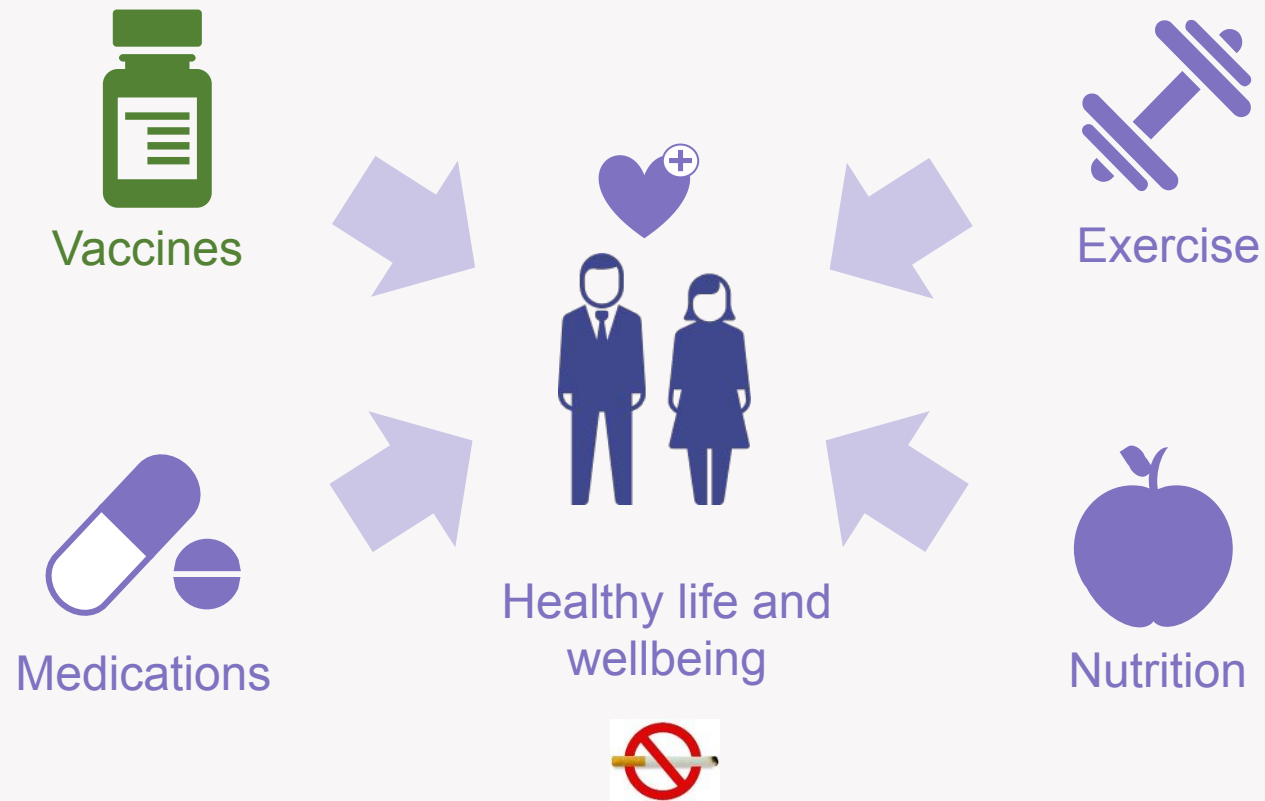 Vaccines
Exercise
Healthy life and
wellbeing
Medications
Nutrition